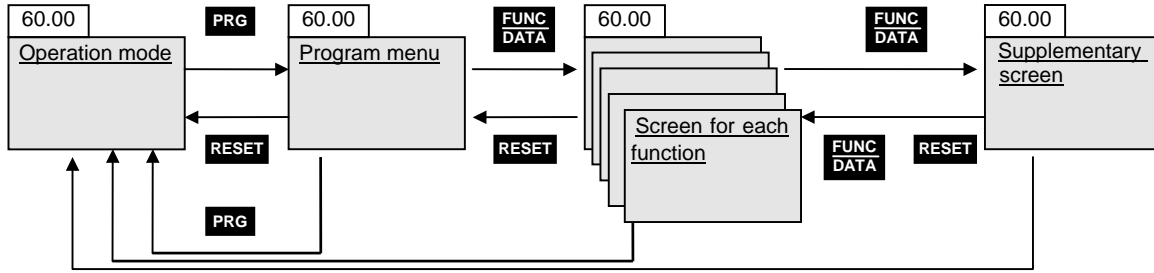 60.00
Operation mode
PRG
60.00
Program menu
FUNC
DATA
60.00
Screen for each
function
FUNC
DATA
60.00
Supplementary
screen
RESET
RESET
FUNC
DATA
RESET
PRG